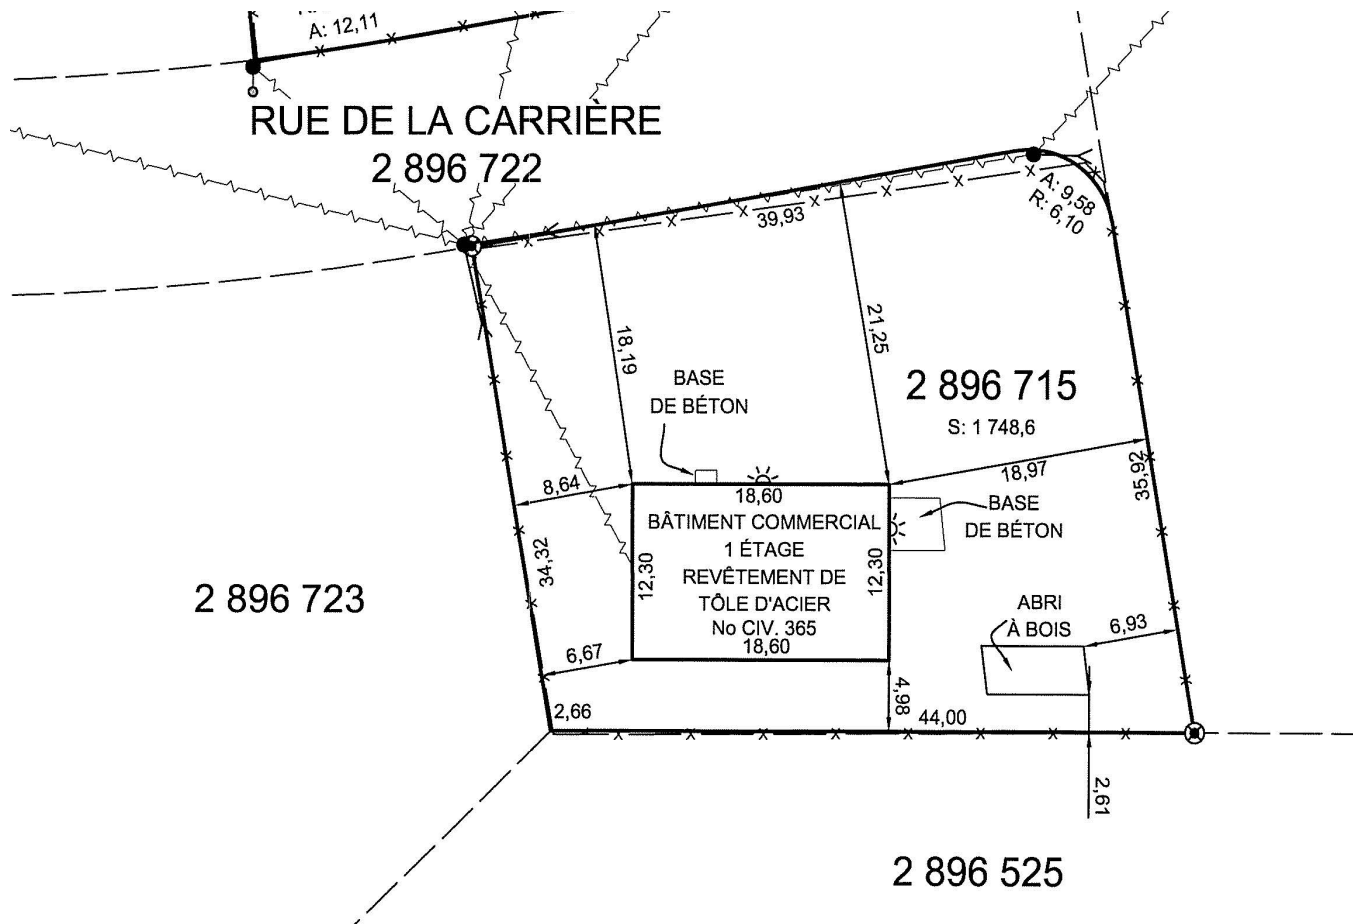 A: 12,11
RUE DE LA CARRIÈRE
2 896 722
39,93
A: 9,58
R: 6,10
18,19
21,25
BASE
DE BÉTON
2 896 715
S: 1 748,6
8,64
18,97
35,92
18,60
BÂTIMENT COMMERCIAL
1 ÉTAGE
REVÊTEMENT DE
TÔLE D'ACIER
No CIV. 365
18,60
12,30
12,30
BASE
DE BÉTON
34,32
2 896 723
ABRI
À BOIS
6,93
6,67
4,98
2,66
44,00
2,61
2 896 525